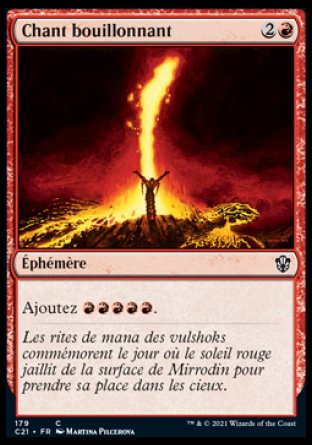 Chant bouillonnant 2
Éphémère
Ajoutez .
Les rites de mana des vulshoks
commémorent le jour où le soleil rouge
jaillit de la surface de Mirrodin pour
prendre sa place dans les cieux.
179 C
C21 • FR Martina Pilcerova
™ & © 2021 Wizards of the Coast